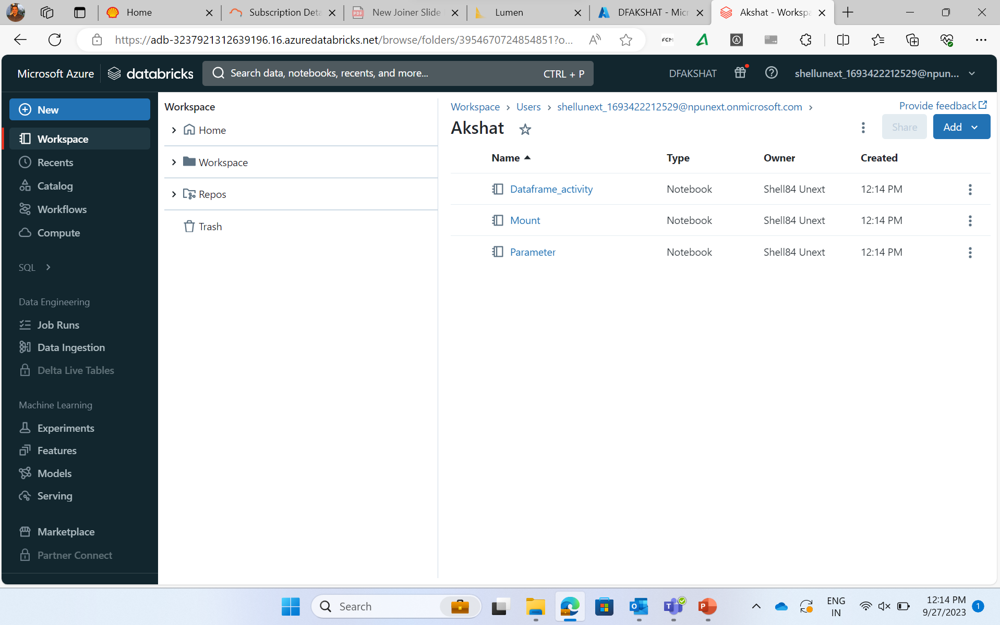 Home
Subscription Deta
New Joiner Slide
Lumen
DFAKSHAT - Micr
Akshat - Workspa
https://adb-3237921312639196.16.azuredatabricks.net/browse/folders/3954670724854851?o...
FCM
Microsoft Azure
databricks
Search data, notebooks, recents, and more...
CTRL + P
DFAKSHAT
shellunext_1693422212529@npun...
New
Workspace
Recents
Catalog
Workflows
Compute
SQL
Data Engineering
Job Runs
Data Ingestion
Delta Live Tables
Machine Learning
Experiments
Features
Models
Serving
Marketplace
Partner Connect
Workspace
Home
Workspace
Repos
Trash
Workspace > Users > shellunext_1693422212529@npunext.onmicrosoft.com >
Provide feedback
Akshat
Share
Add
Name Type Owner Created
Dataframe_activity Notebook Shell84 Unext 12:14 PM
Mount Notebook Shell84 Unext 12:14 PM
Parameter Notebook Shell84 Unext 12:14 PM
Search
ENG
IN
12:14 PM
9/27/2023
1